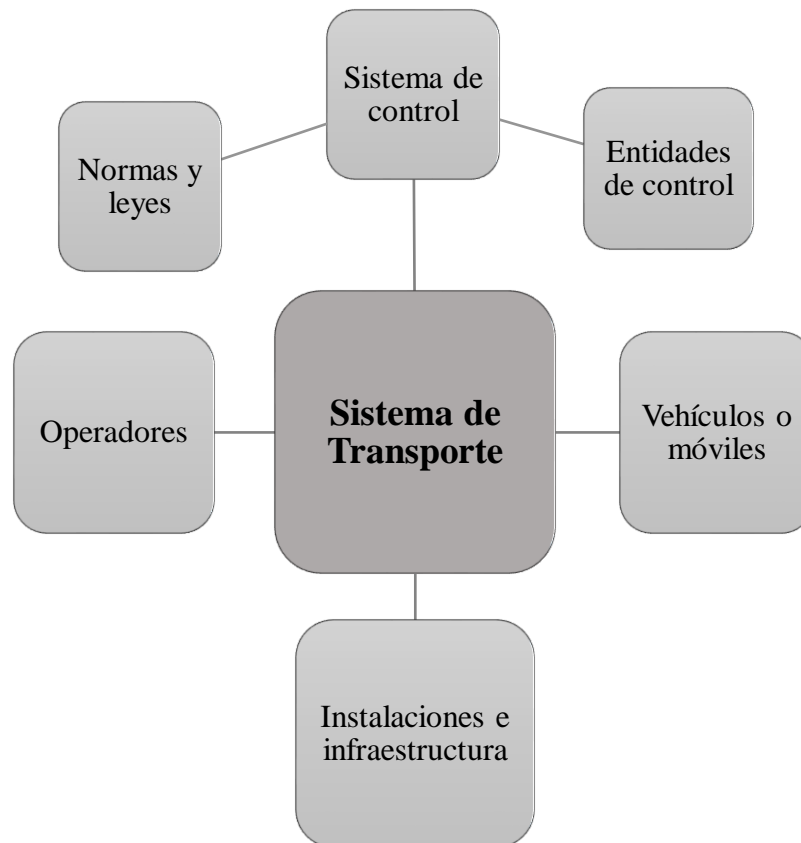 Sistema de
control
Normas y
leyes
Entidades
de control
Operadores
Sistema de
Transporte
Vehículos o
móviles
Instalaciones e
infraestructura